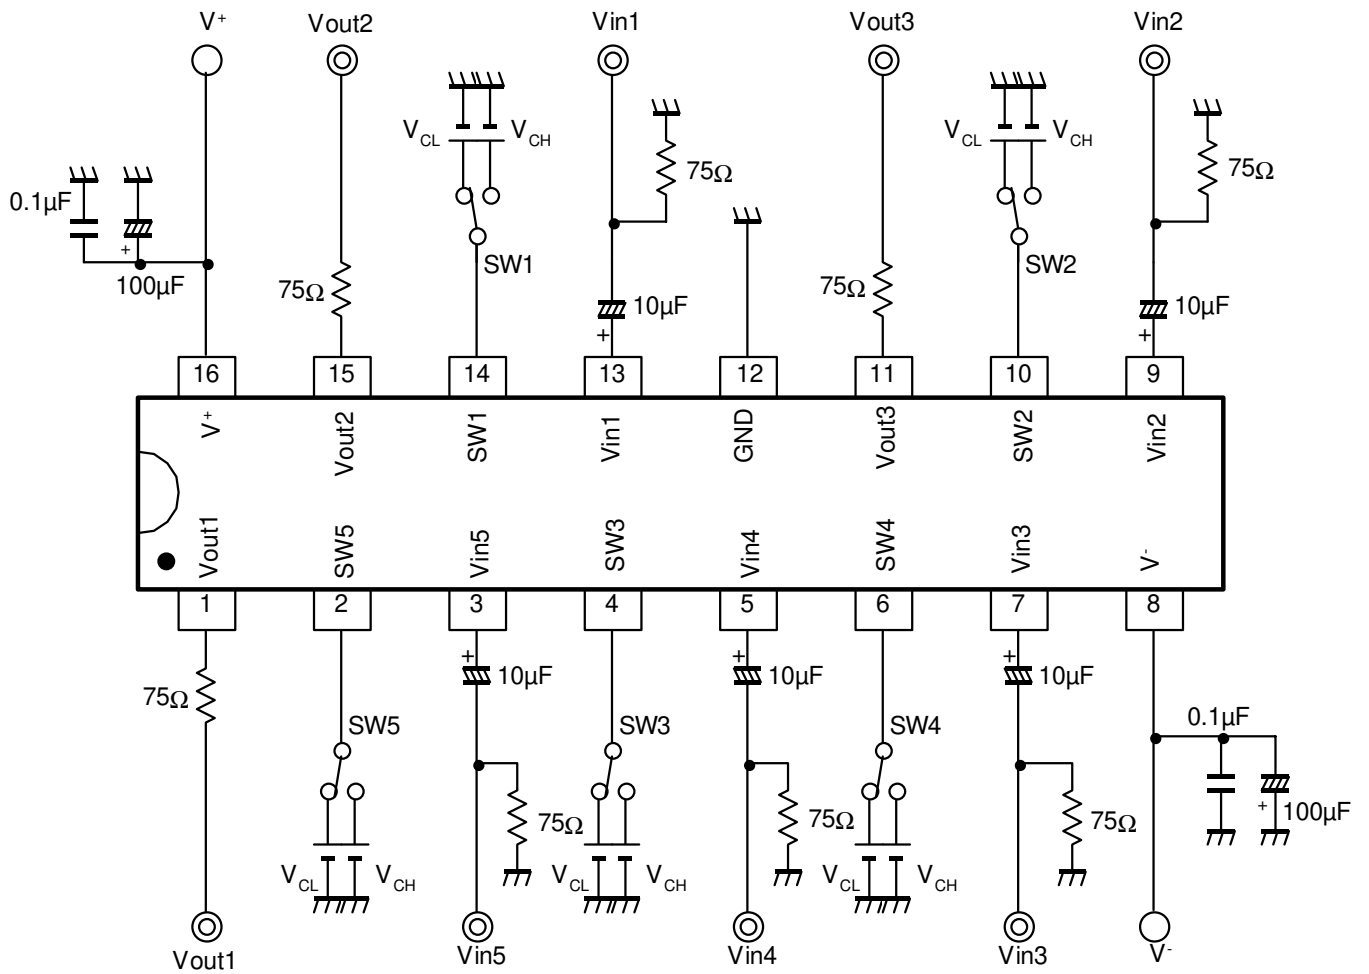 V+
Vout2
Vin1
Vout3
Vin2
VCL
VCH
VCL
VCH
75Ω
75Ω
0.1µF
+
100µF
75Ω
SW1
10µF
+
75Ω
SW2
10µF
+
16
15
14
13
12
11
10
9
V+
Vout2
SW1
Vin1
GND
Vout3
SW2
Vin2
Vout1
SW5
Vin5
SW3
Vin4
SW4
Vin3
V-
1
2
3
4
5
6
7
8
75Ω
+
10µF
+
10µF
+
10µF
SW5
SW3
SW4
0.1µF
+
100µF
75Ω
75Ω
75Ω
VCL
VCH
VCL
VCH
VCL
VCH
Vout1
Vin5
Vin4
Vin3
V-